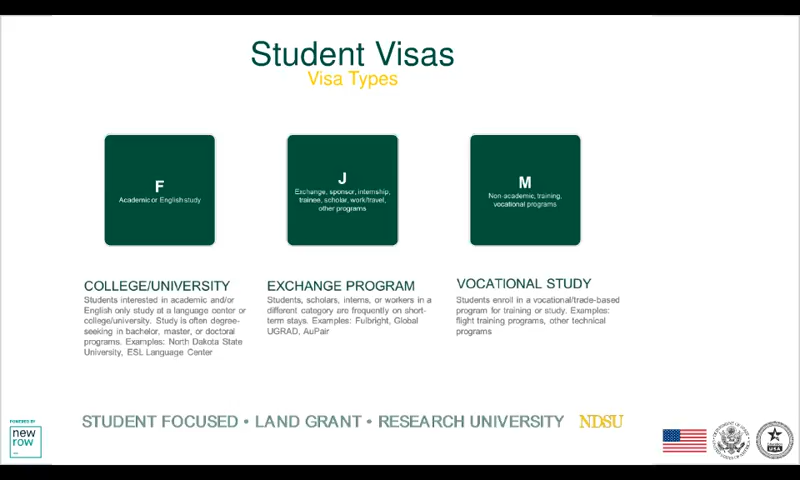 Student Visas
Visa Types
F
Academic or English study
J
Exchange, sponsor, internship,
trainee, scholar, work/travel,
other programs
M
Non-academic, training,
vocational programs
COLLEGE/UNIVERSITY
Students interested in academic and/or
English only study at a language center or
college/university. Study is often degree-
seeking in bachelor, master, or doctoral
programs. Examples: North Dakota State
University, ESL Language Center
EXCHANGE PROGRAM
Students, scholars, interns, or workers in a
different category are frequently on short-
term stays. Examples: Fulbright, Global
UGRAD, AuPair
VOCATIONAL STUDY
Students enroll in a vocational/trade-based
program for training or study. Examples:
flight training programs, other technical
programs
STUDENT FOCUSED • LAND GRANT • RESEARCH UNIVERSITY NDSU
POWERED BY
new
row
USA